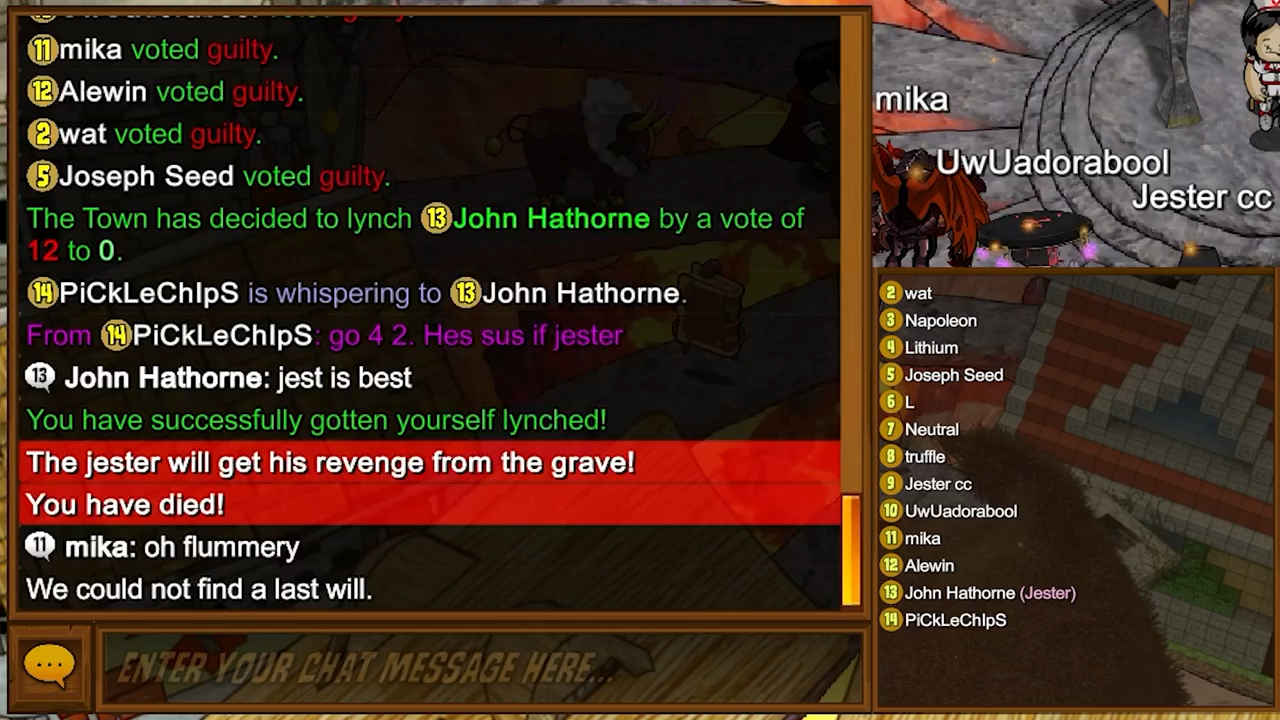 11 mika voted guilty.
12 Alewin voted guilty.
2 wat voted guilty.
5 Joseph Seed voted guilty.
The Town has decided to lynch 13 John Hathorne by a vote of
12 to 0.
14 PiCkLeChIpS is whispering to 13 John Hathorne.
From 14 PiCkLeChIpS: go 4 2. Hes sus if jester
13 John Hathorne: jest is best
You have successfully gotten yourself lynched!
The jester will get his revenge from the grave!
You have died!
11 mika: oh flummery
We could not find a last will.
ENTER YOUR CHAT MESSAGE HERE...
mika
UwUadorabool
Jester cc
2 wat
3 Napoleon
4 Lithium
5 Joseph Seed
6 L
7 Neutral
8 truffle
9 Jester cc
10 UwUadorabool
11 mika
12 Alewin
13 John Hathorne (Jester)
14 PiCkLeChIpS